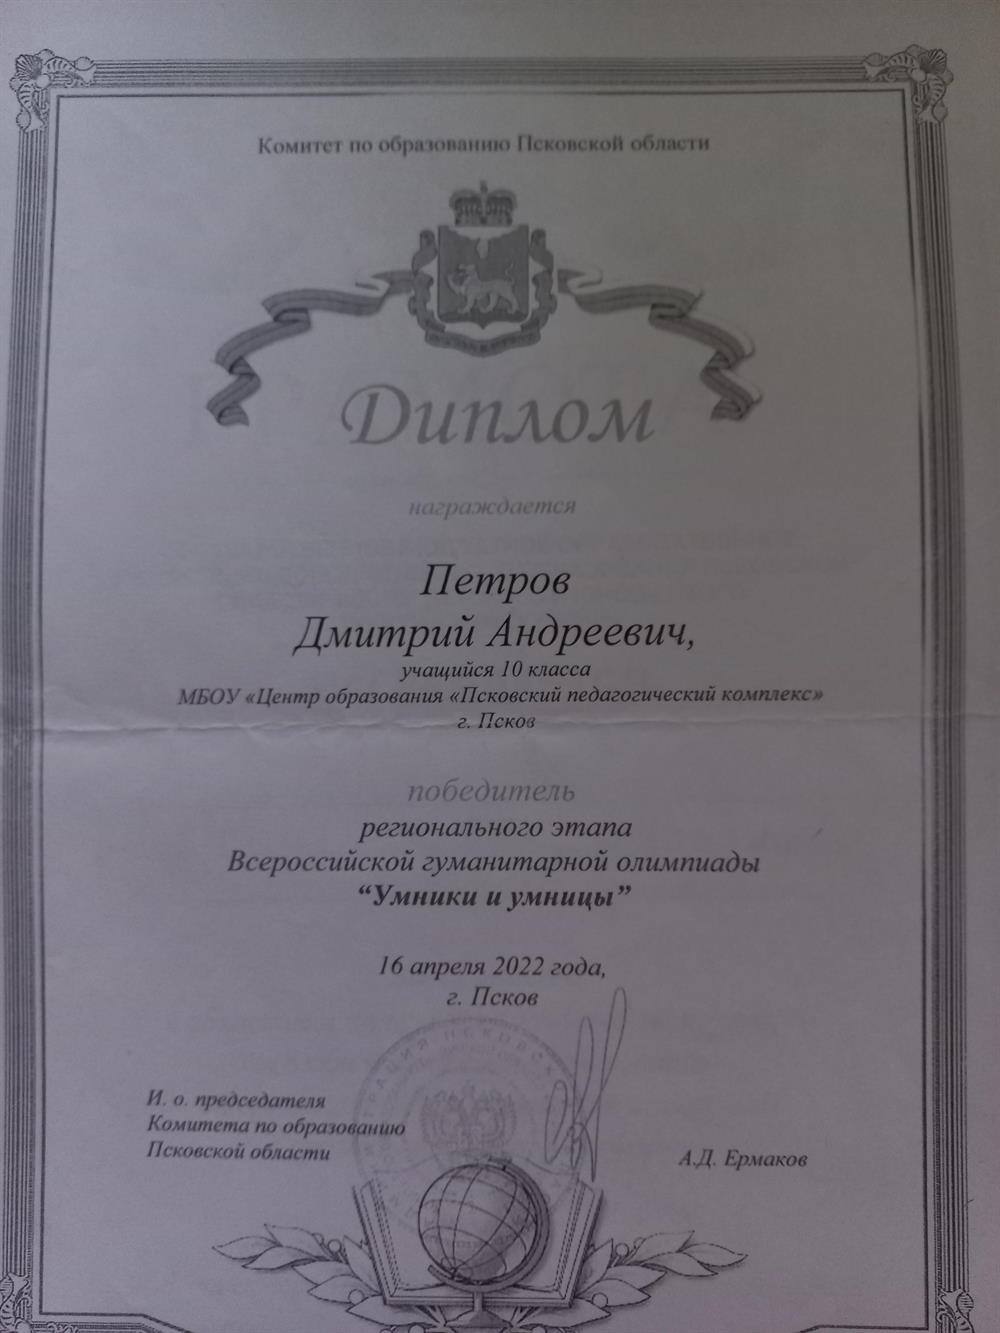 Комитет по образованию Псковской области
Диплом
награждается
Петров
Дмитрий Андреевич,
учащийся 10 класса
МБОУ «Центр образования «Псковский педагогический комплекс»
г. Псков
победитель
регионального этапа
Всероссийской гуманитарной олимпиады
“Умники и умницы”
16 апреля 2022 года,
г. Псков
И. о. председателя
Комитета по образованию
Псковской области
А.Д. Ермаков